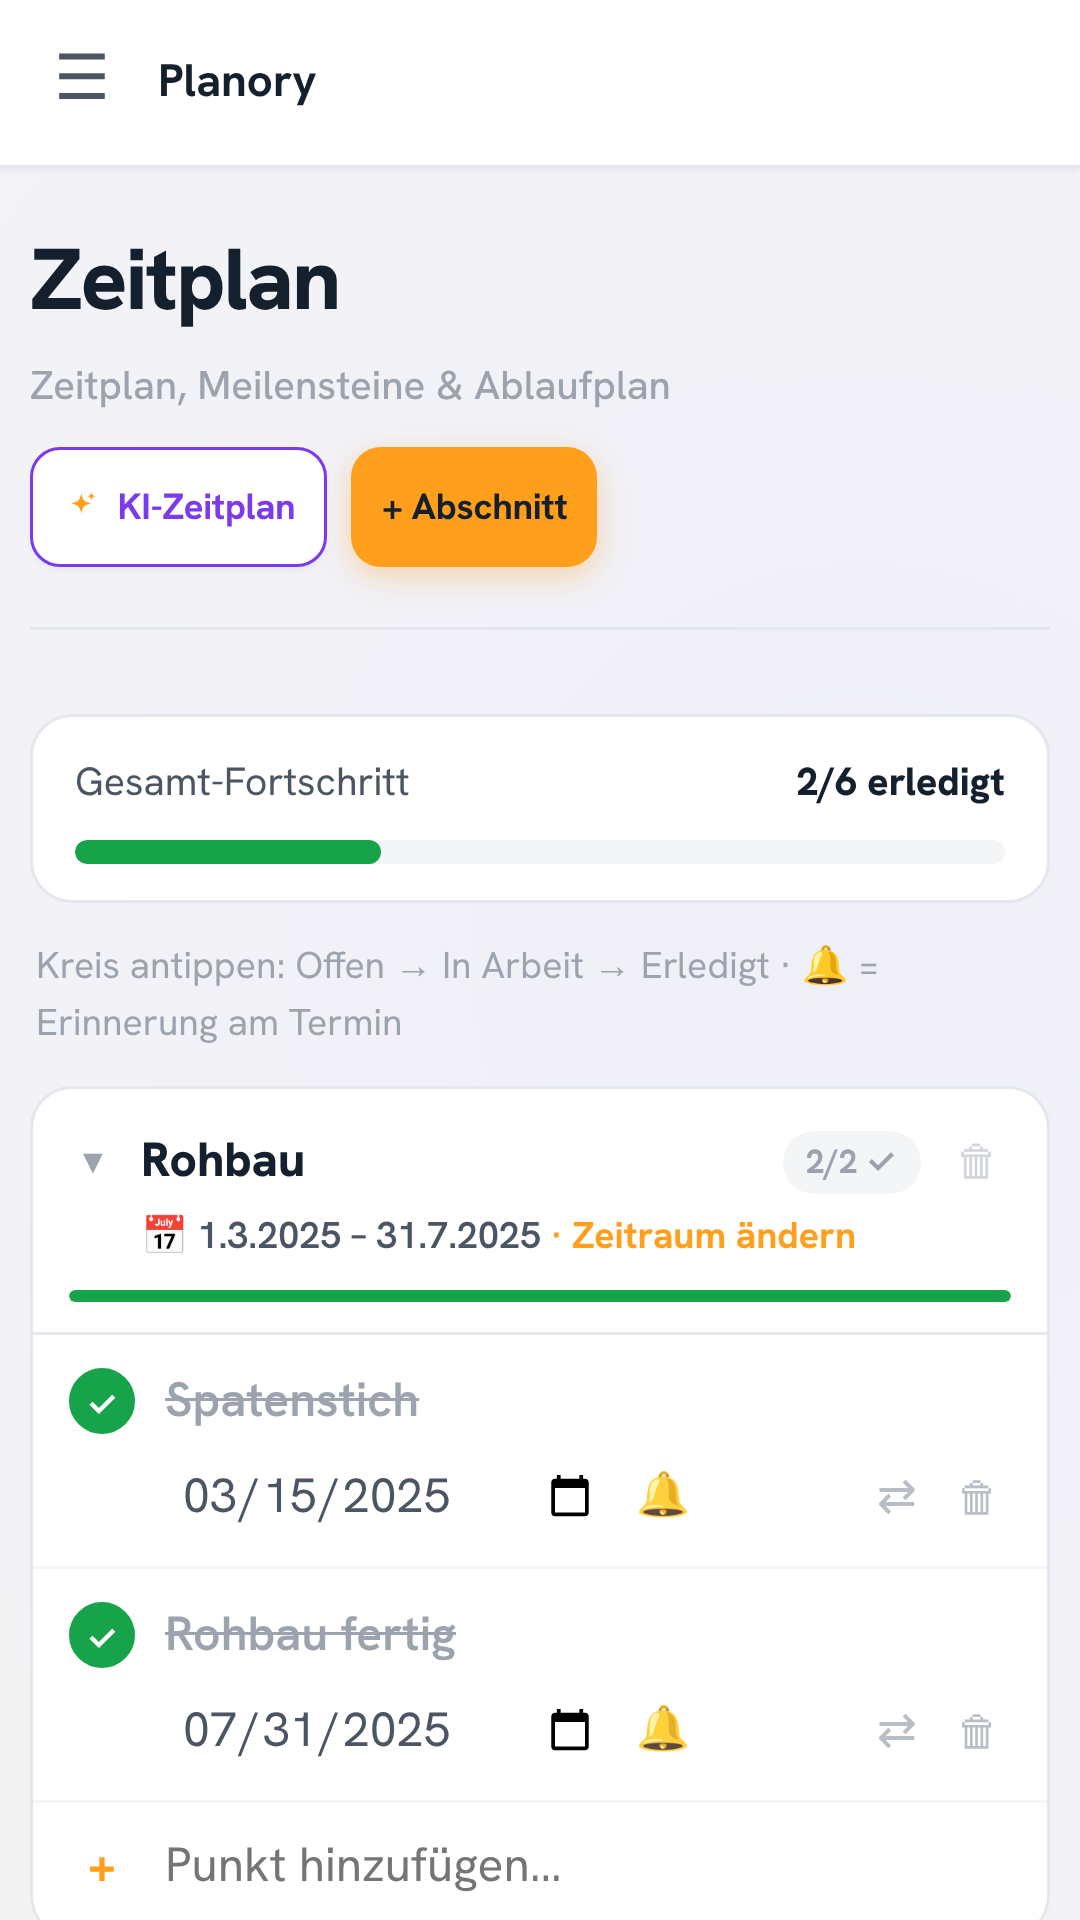 ☰ Planory
Zeitplan
Zeitplan, Meilensteine & Ablaufplan
✨ KI-Zeitplan
+ Abschnitt
Gesamt-Fortschritt 2/6 erledigt
Kreis antippen: Offen → In Arbeit → Erledigt · 🔔 =
Erinnerung am Termin
▼ Rohbau 2/2 ✓
📅 1.3.2025 – 31.7.2025 · Zeitraum ändern
Spatenstich
03/15/2025
Rohbau fertig
07/31/2025
+ Punkt hinzufügen...